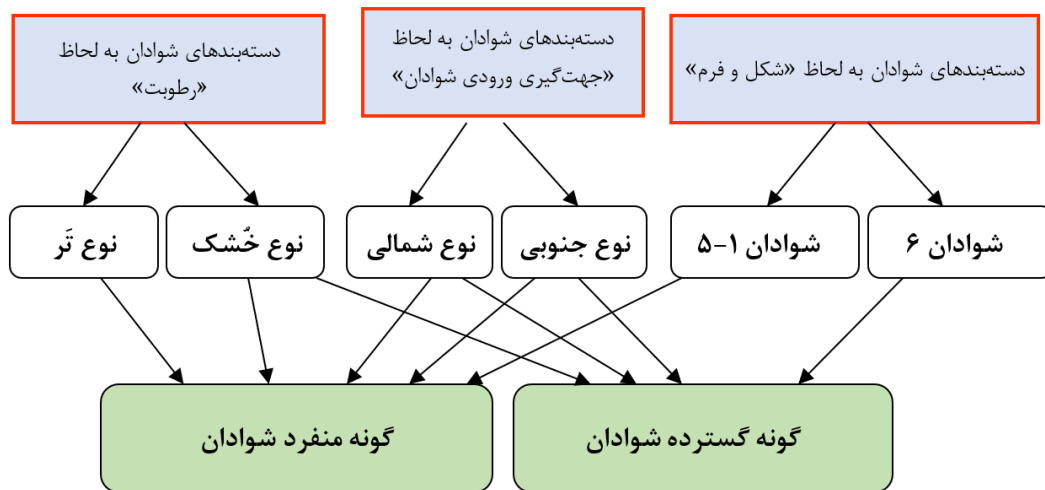 دسته‌بندهای شوادان به لحاظ «شکل و فرم»
دسته‌بندهای شوادان به لحاظ
«جهت‌گیری ورودی شوادان»
دسته‌بندهای شوادان به لحاظ
«رطوبت»
شوادان ۶
شوادان ۱-۵
نوع جنوبی
نوع شمالی
نوع خُشک
نوع تَر
گونه گسترده شوادان
گونه منفرد شوادان